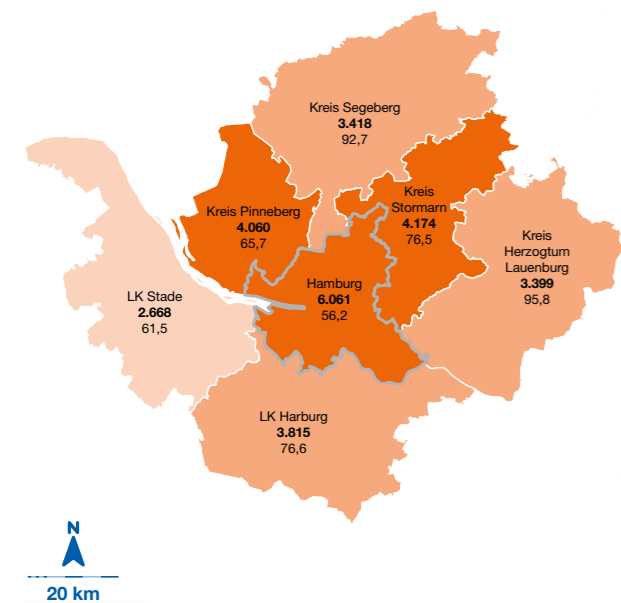 Kreis Segeberg
3.418
92,7
Kreis Pinneberg
4.060
65,7
Kreis
Stormarn
4.174
76,5
Kreis
Herzogtum
Lauenburg
3.399
95,8
Hamburg
6.061
56,2
LK Stade
2.668
61,5
LK Harburg
3.815
76,6
N
20 km